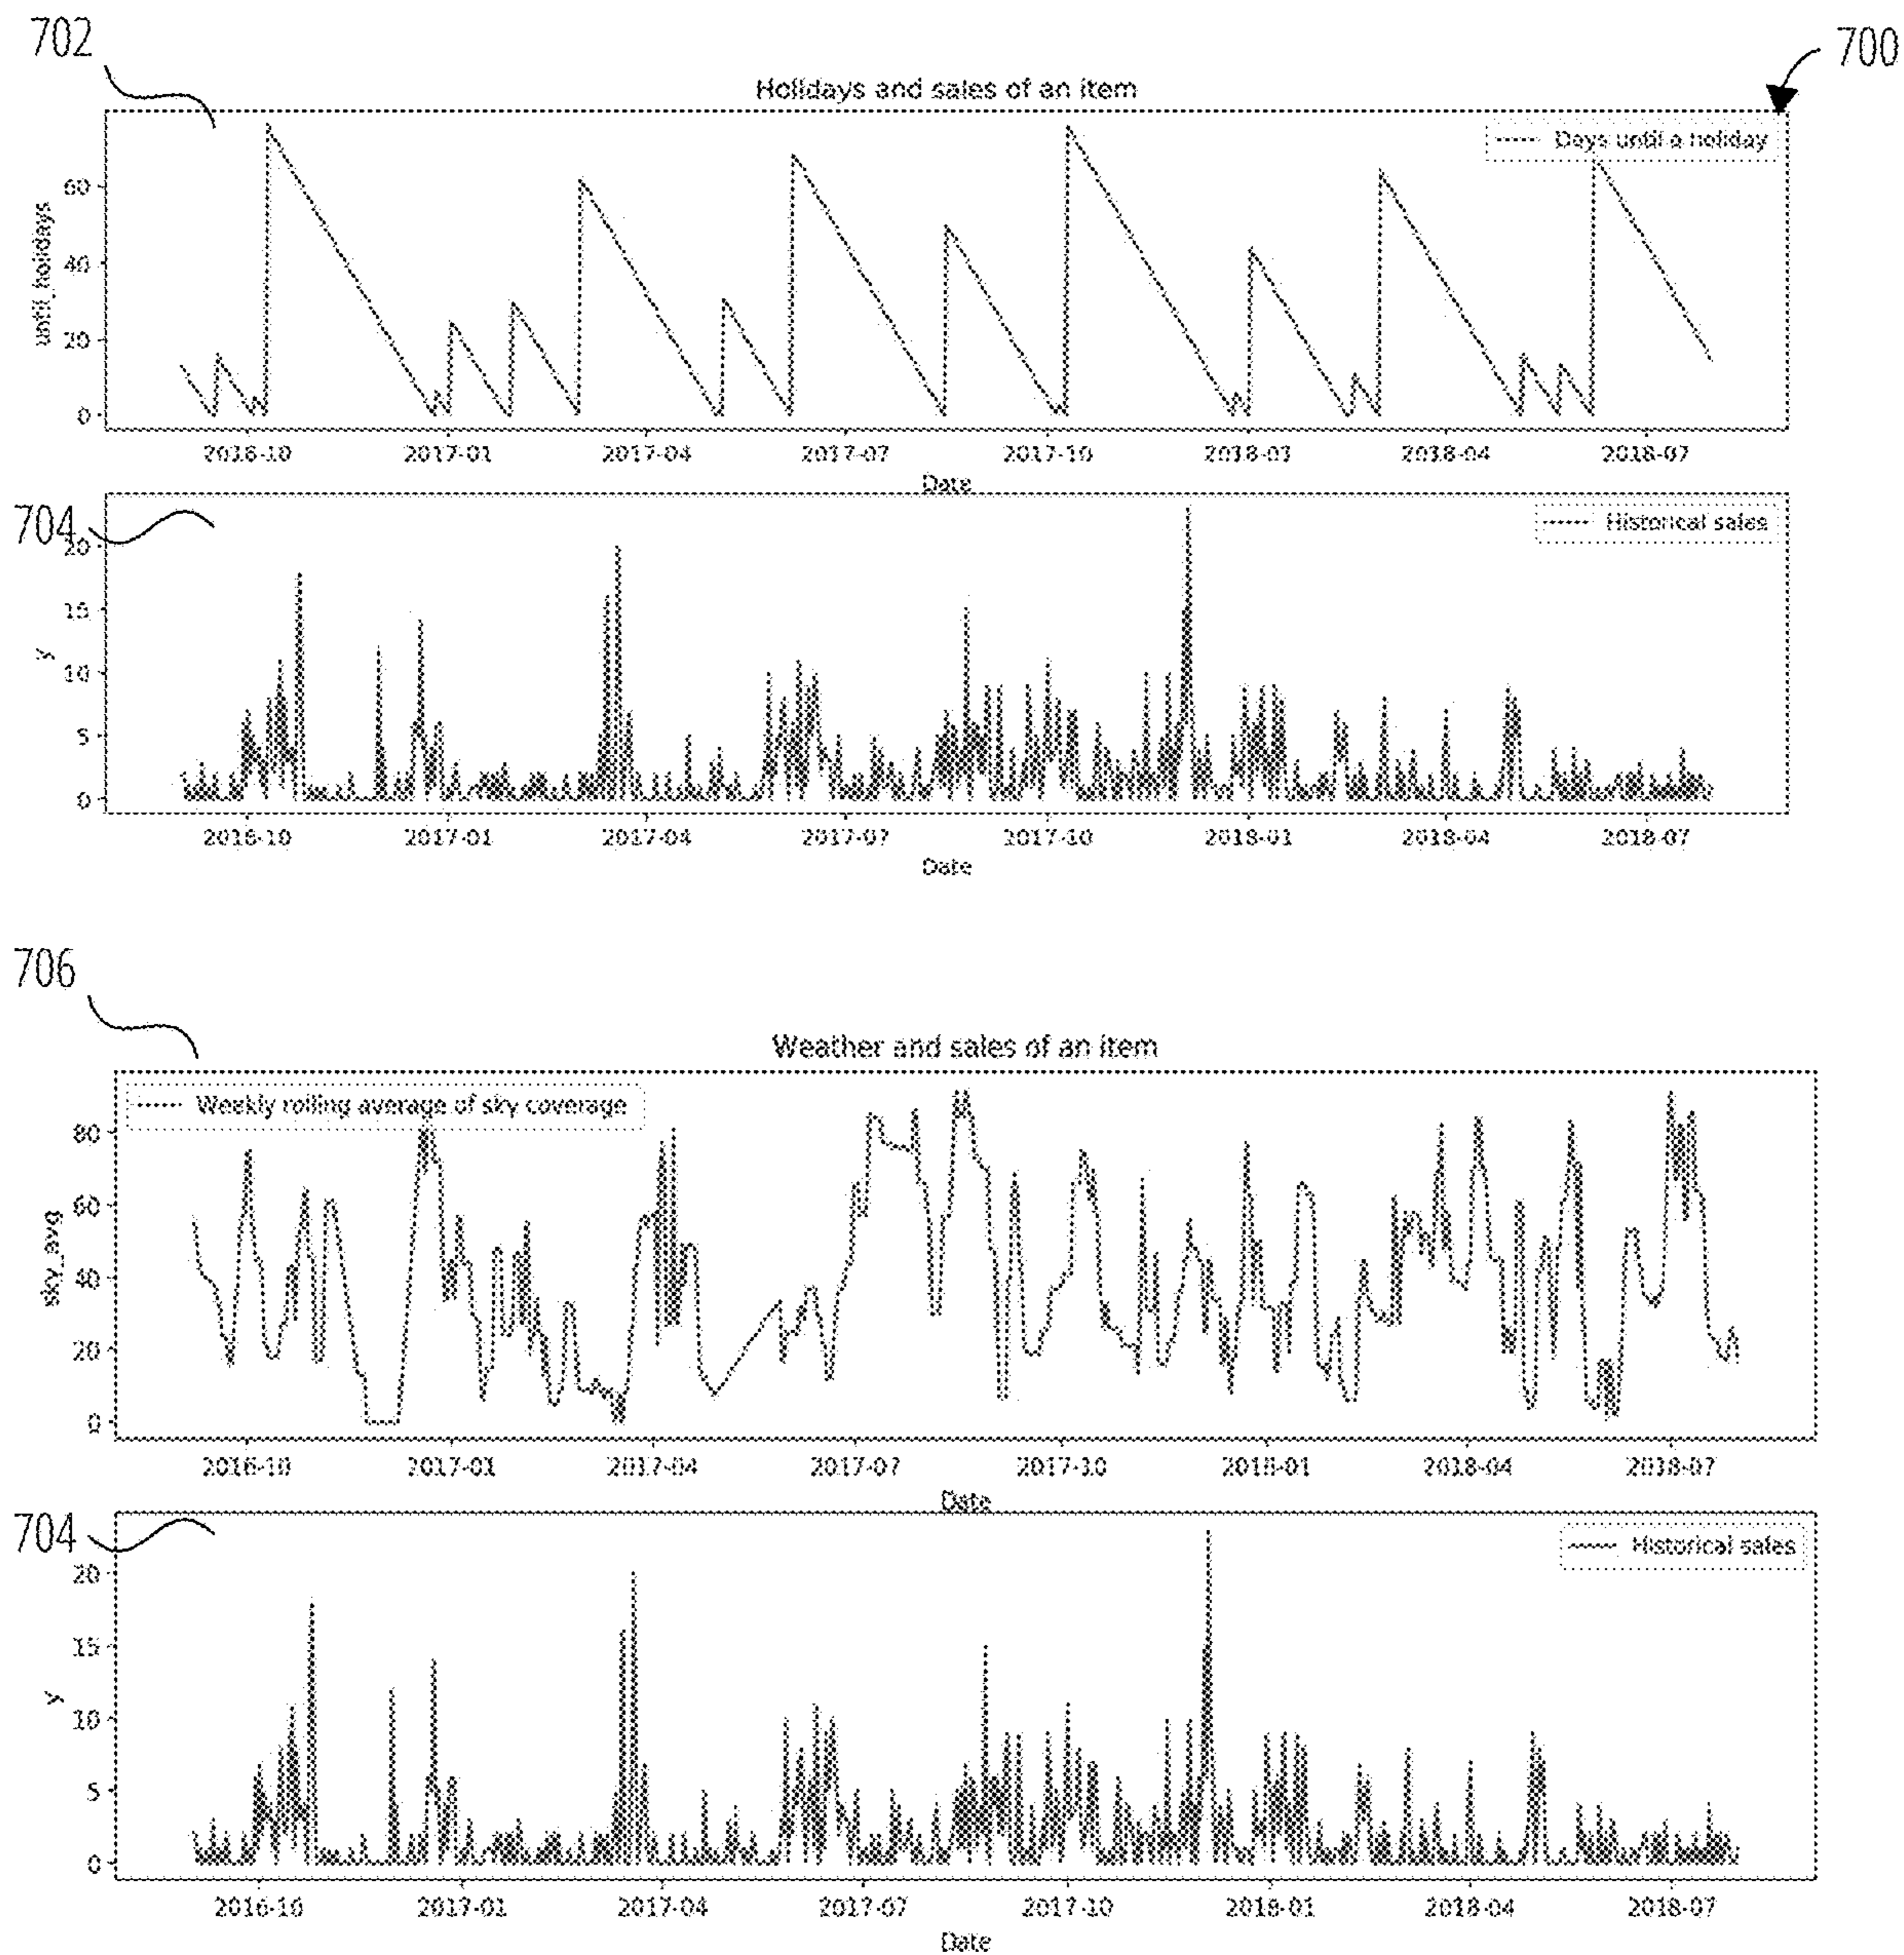 702
700
Holidays and sales of an item
Days until a holiday
until_holidays
60
40
20
0
2016-10 2017-01 2017-04 2017-07 2017-10 2018-01 2018-04 2018-07
Date
704
Historical sales
y
20
15
10
5
0
2016-10 2017-01 2017-04 2017-07 2017-10 2018-01 2018-04 2018-07
Date
706
Weather and sales of an item
Weekly rolling average of sky coverage
sky_avg
80
60
40
20
0
2016-10 2017-01 2017-04 2017-07 2017-10 2018-01 2018-04 2018-07
Date
704
Historical sales
y
20
15
10
5
0
2016-10 2017-01 2017-04 2017-07 2017-10 2018-01 2018-04 2018-07
Date